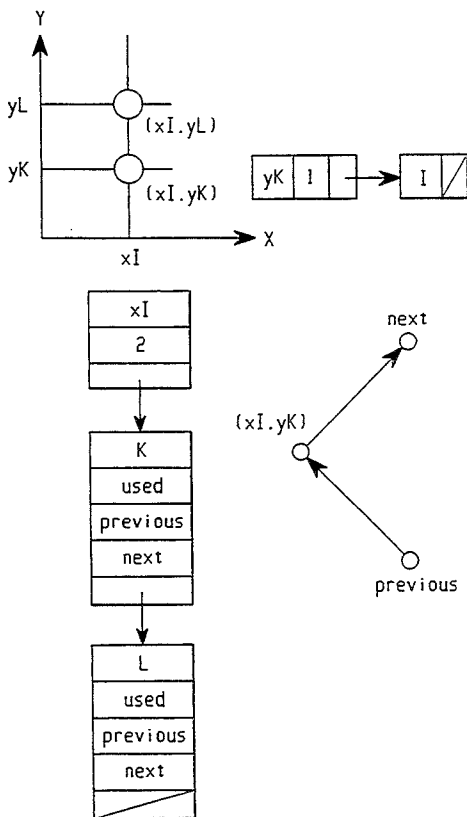 Y
yL
(xI.yL)
yK
(xI.yK)
X
xI
yK I
I
xI
2
K
used
previous
next
L
used
previous
next
next
(xI.yK)
previous